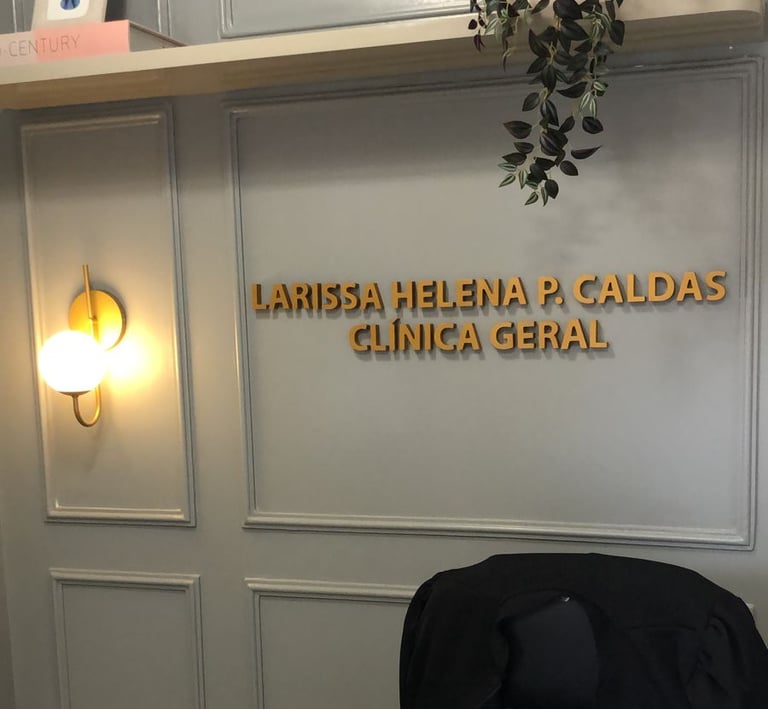 -CENTURY
LARISSA HELENA P. CALDAS
CLÍNICA GERAL